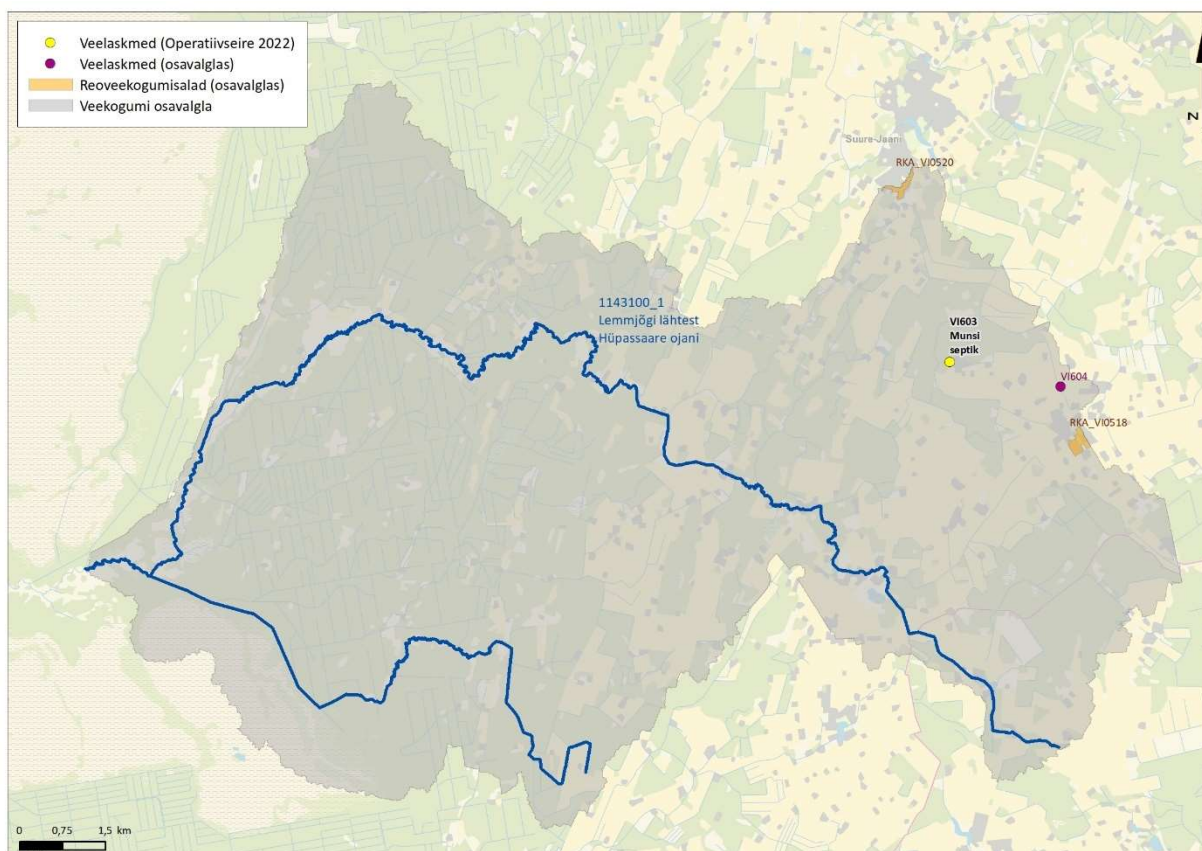 Veelaskmed (Operatiivseire 2022)
Veelaskmed (osavalglas)
Reoveekogumisalad (osavalglas)
Veekogumi osavalgla
N
Suure-Jaani
RKA_VI0520
1143100_1
Lemmjõgi lähtest
Hüpassaare ojani
VI603
Munsi
septik
VI604
RKA_VI0518
0 0,75 1,5 km